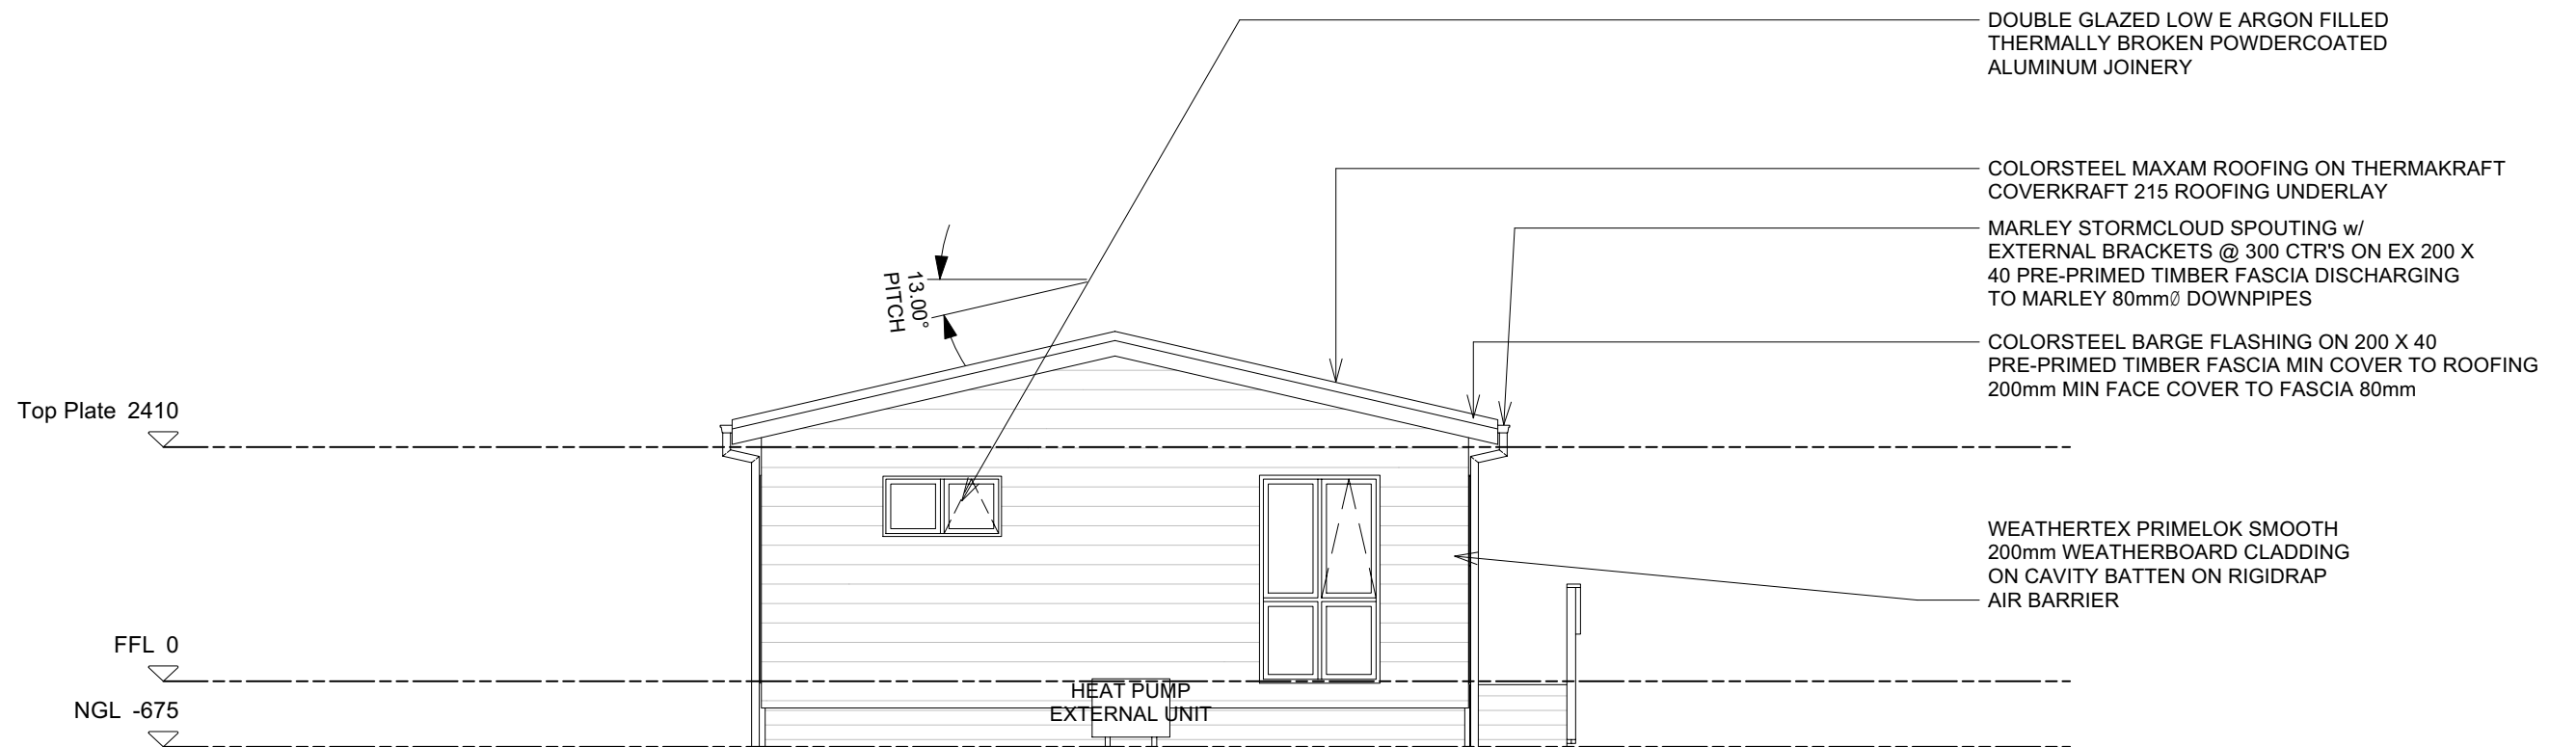 DOUBLE GLAZED LOW E ARGON FILLED
THERMALLY BROKEN POWDERCOATED
ALUMINUM JOINERY
COLORSTEEL MAXAM ROOFING ON THERMAKRAFT
COVERKRAFT 215 ROOFING UNDERLAY
MARLEY STORMCLOUD SPOUTING w/
EXTERNAL BRACKETS @ 300 CTR'S ON EX 200 X
40 PRE-PRIMED TIMBER FASCIA DISCHARGING
TO MARLEY 80mmØ DOWNPIPES
13.00°
PITCH
COLORSTEEL BARGE FLASHING ON 200 X 40
PRE-PRIMED TIMBER FASCIA MIN COVER TO ROOFING
200mm MIN FACE COVER TO FASCIA 80mm
Top Plate 2410
WEATHERTEX PRIMELOK SMOOTH
200mm WEATHERBOARD CLADDING
ON CAVITY BATTEN ON RIGIDRAP
AIR BARRIER
FFL 0
HEAT PUMP
EXTERNAL UNIT
NGL -675